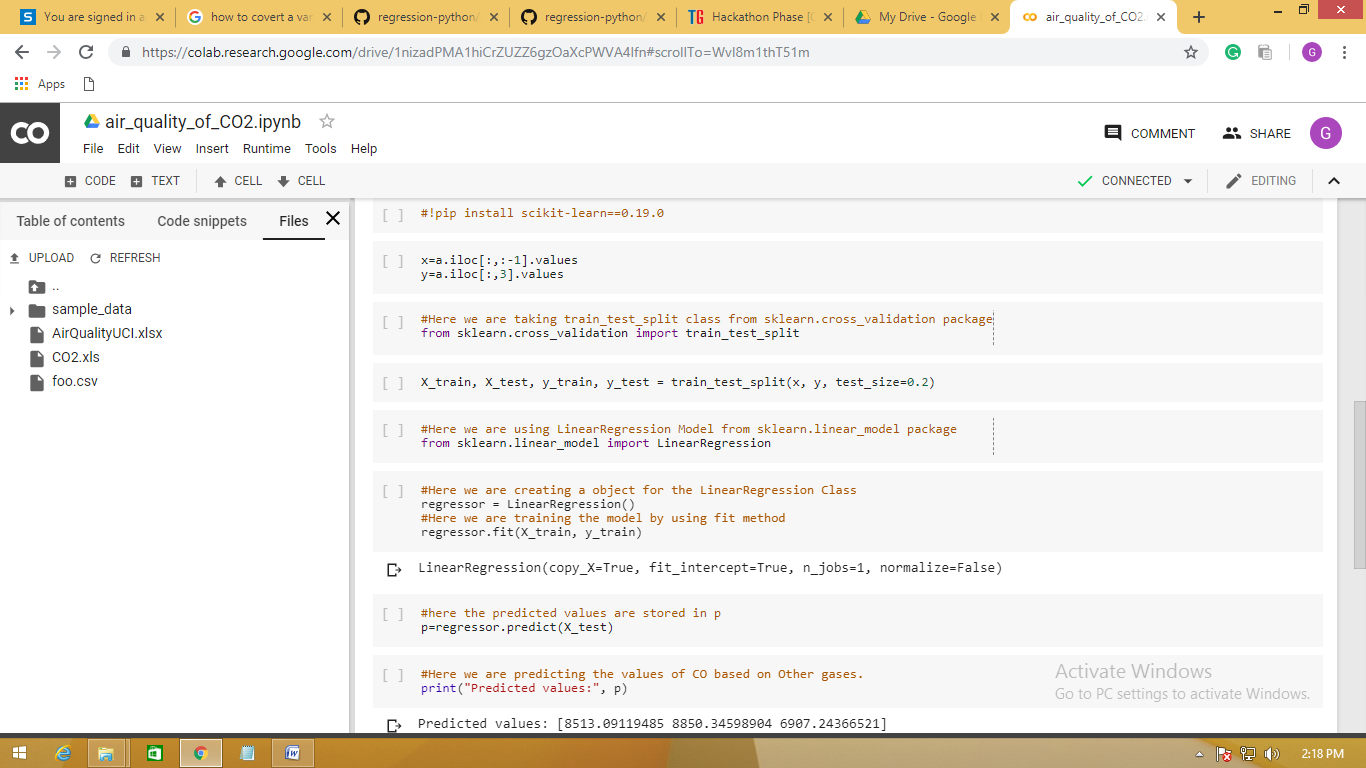 You are signed in a
how to covert a var
regression-python/
regression-python/
TG Hackathon Phase [C
My Drive - Google
air_quality_of_CO2.
https://colab.research.google.com/drive/1nizadPMA1hiCrZUZZ6gzOaXcPWVA4lfn#scrollTo=Wvl8m1thT51m
G
Apps
CO air_quality_of_CO2.ipynb
File Edit View Insert Runtime Tools Help
COMMENT SHARE G
CODE TEXT CELL CELL
CONNECTED EDITING
Table of contents Code snippets Files
UPLOAD REFRESH
..
sample_data
AirQualityUCI.xlsx
CO2.xls
foo.csv
[ ] #!pip install scikit-learn==0.19.0
[ ] x=a.iloc[:,:-1].values
y=a.iloc[:,3].values
[ ] #Here we are taking train_test_split class from sklearn.cross_validation package
from sklearn.cross_validation import train_test_split
[ ] X_train, X_test, y_train, y_test = train_test_split(x, y, test_size=0.2)
[ ] #Here we are using LinearRegression Model from sklearn.linear_model package
from sklearn.linear_model import LinearRegression
[ ] #Here we are creating a object for the LinearRegression Class
regressor = LinearRegression()
#Here we are training the model by using fit method
regressor.fit(X_train, y_train)
LinearRegression(copy_X=True, fit_intercept=True, n_jobs=1, normalize=False)
[ ] #here the predicted values are stored in p
p=regressor.predict(X_test)
[ ] #Here we are predicting the values of CO based on Other gases.
print("Predicted values:", p)
Predicted values: [8513.09119485 8850.34598904 6907.24366521]
Activate Windows
Go to PC settings to activate Windows.
2:18 PM